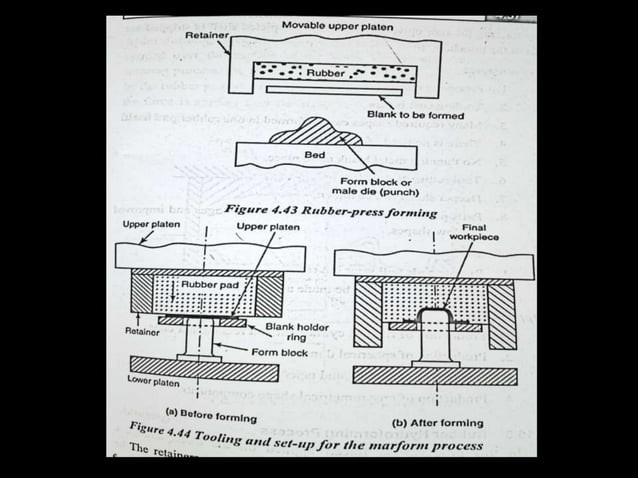 Movable upper platen
Retainer
Rubber
Blank to be formed
Bed
Form block or
male die (punch)
Figure 4.43 Rubber-press forming
Upper platen
Upper platen
Final
workpiece
Rubber pad
Retainer
Blank holder
ring
Form block
Lower platen
(a) Before forming
(b) After forming
Figure 4.44 Tooling and set-up for the marform process
The